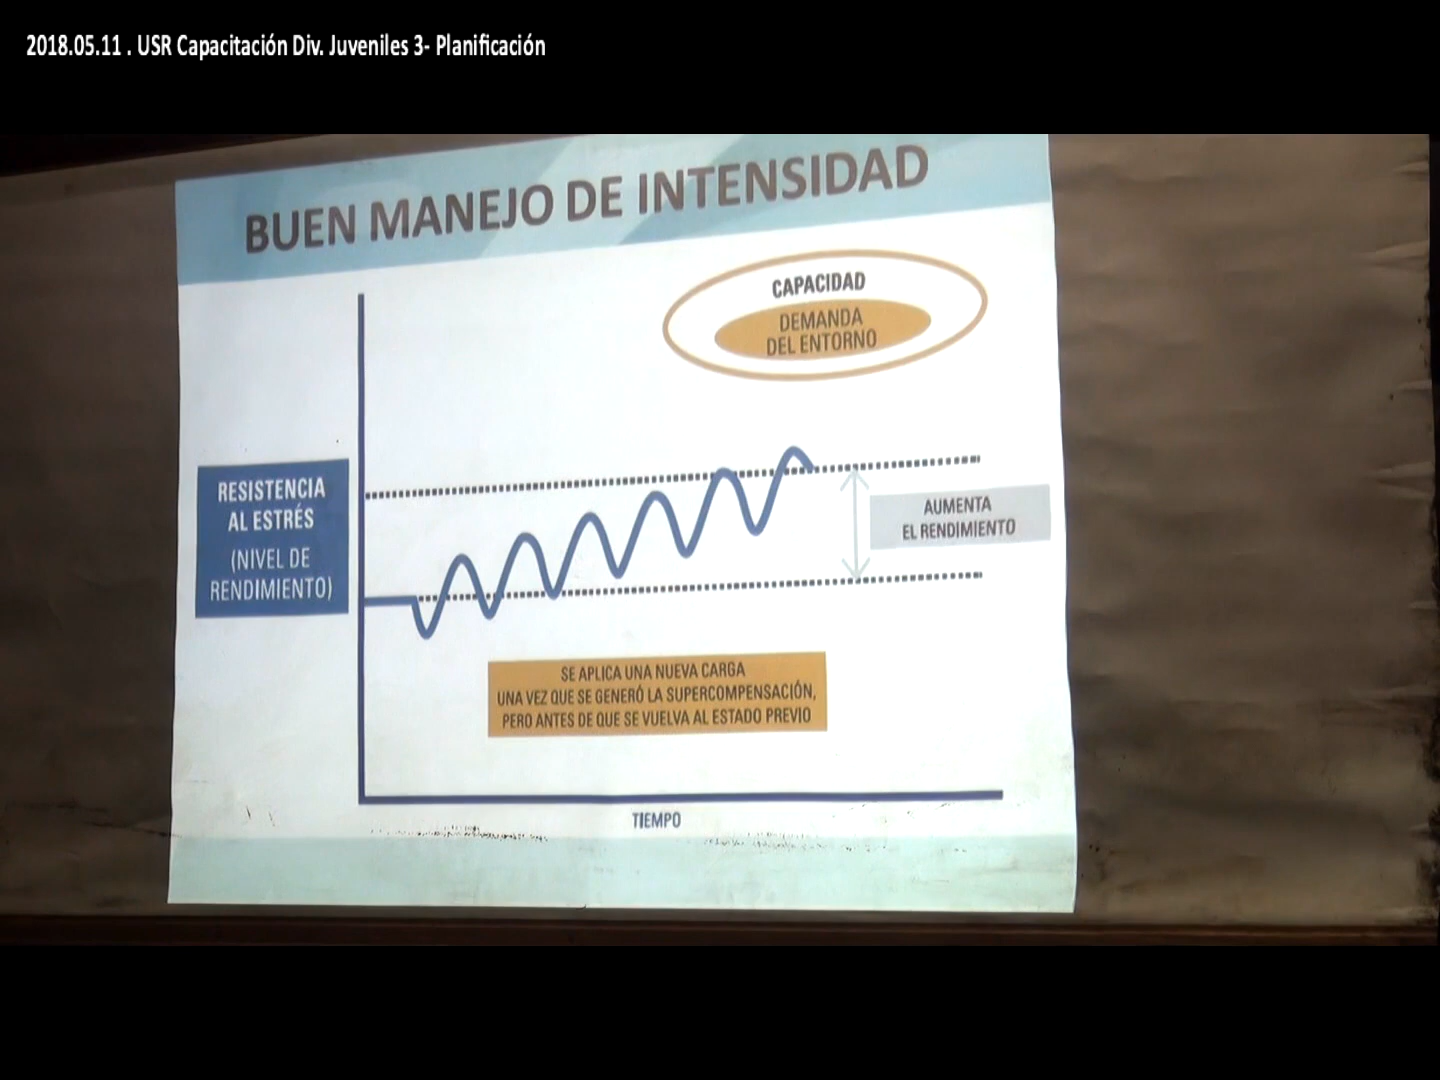 2018.05.11 . USR Capacitación Div. Juveniles 3- Planificación
BUEN MANEJO DE INTENSIDAD
CAPACIDAD
DEMANDA
DEL ENTORNO
RESISTENCIA
AL ESTRÉS
(NIVEL DE
RENDIMIENTO)
AUMENTA
EL RENDIMIENTO
SE APLICA UNA NUEVA CARGA
UNA VEZ QUE SE GENERÓ LA SUPERCOMPENSACIÓN,
PERO ANTES DE QUE SE VUELVA AL ESTADO PREVIO
TIEMPO